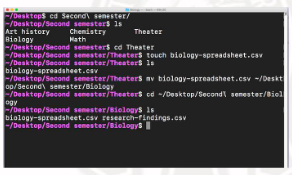 ~/Desktop$ cd Second\ semester/
~/Desktop/Second semester$ ls
Art history Chemistry Theater
Biology Math
~/Desktop/Second semester$ cd Theater
~/Desktop/Second semester/Theater$ touch biology-spreadsheet.csv
~/Desktop/Second semester/Theater$ ls
biology-spreadsheet.csv
~/Desktop/Second semester/Theater$ mv biology-spreadsheet.csv ~/Deskt
op/Second\ semester/Biology
~/Desktop/Second semester/Theater$ cd ~/Desktop/Second\ semester/Biol
ogy
~/Desktop/Second semester/Biology$ ls
biology-spreadsheet.csv research-findings.csv
~/Desktop/Second semester/Biology$